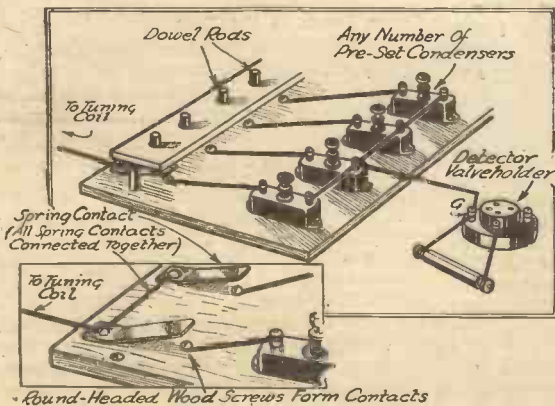 Dowel Rods
Any Number of
Pre-Set Condensers
To Tuning
Coil
Detector
Valveholder
G
Spring Contact
(All Spring Contacts
Connected Together)
To Tuning
Coil
Round-Headed Wood Screws Form Contacts